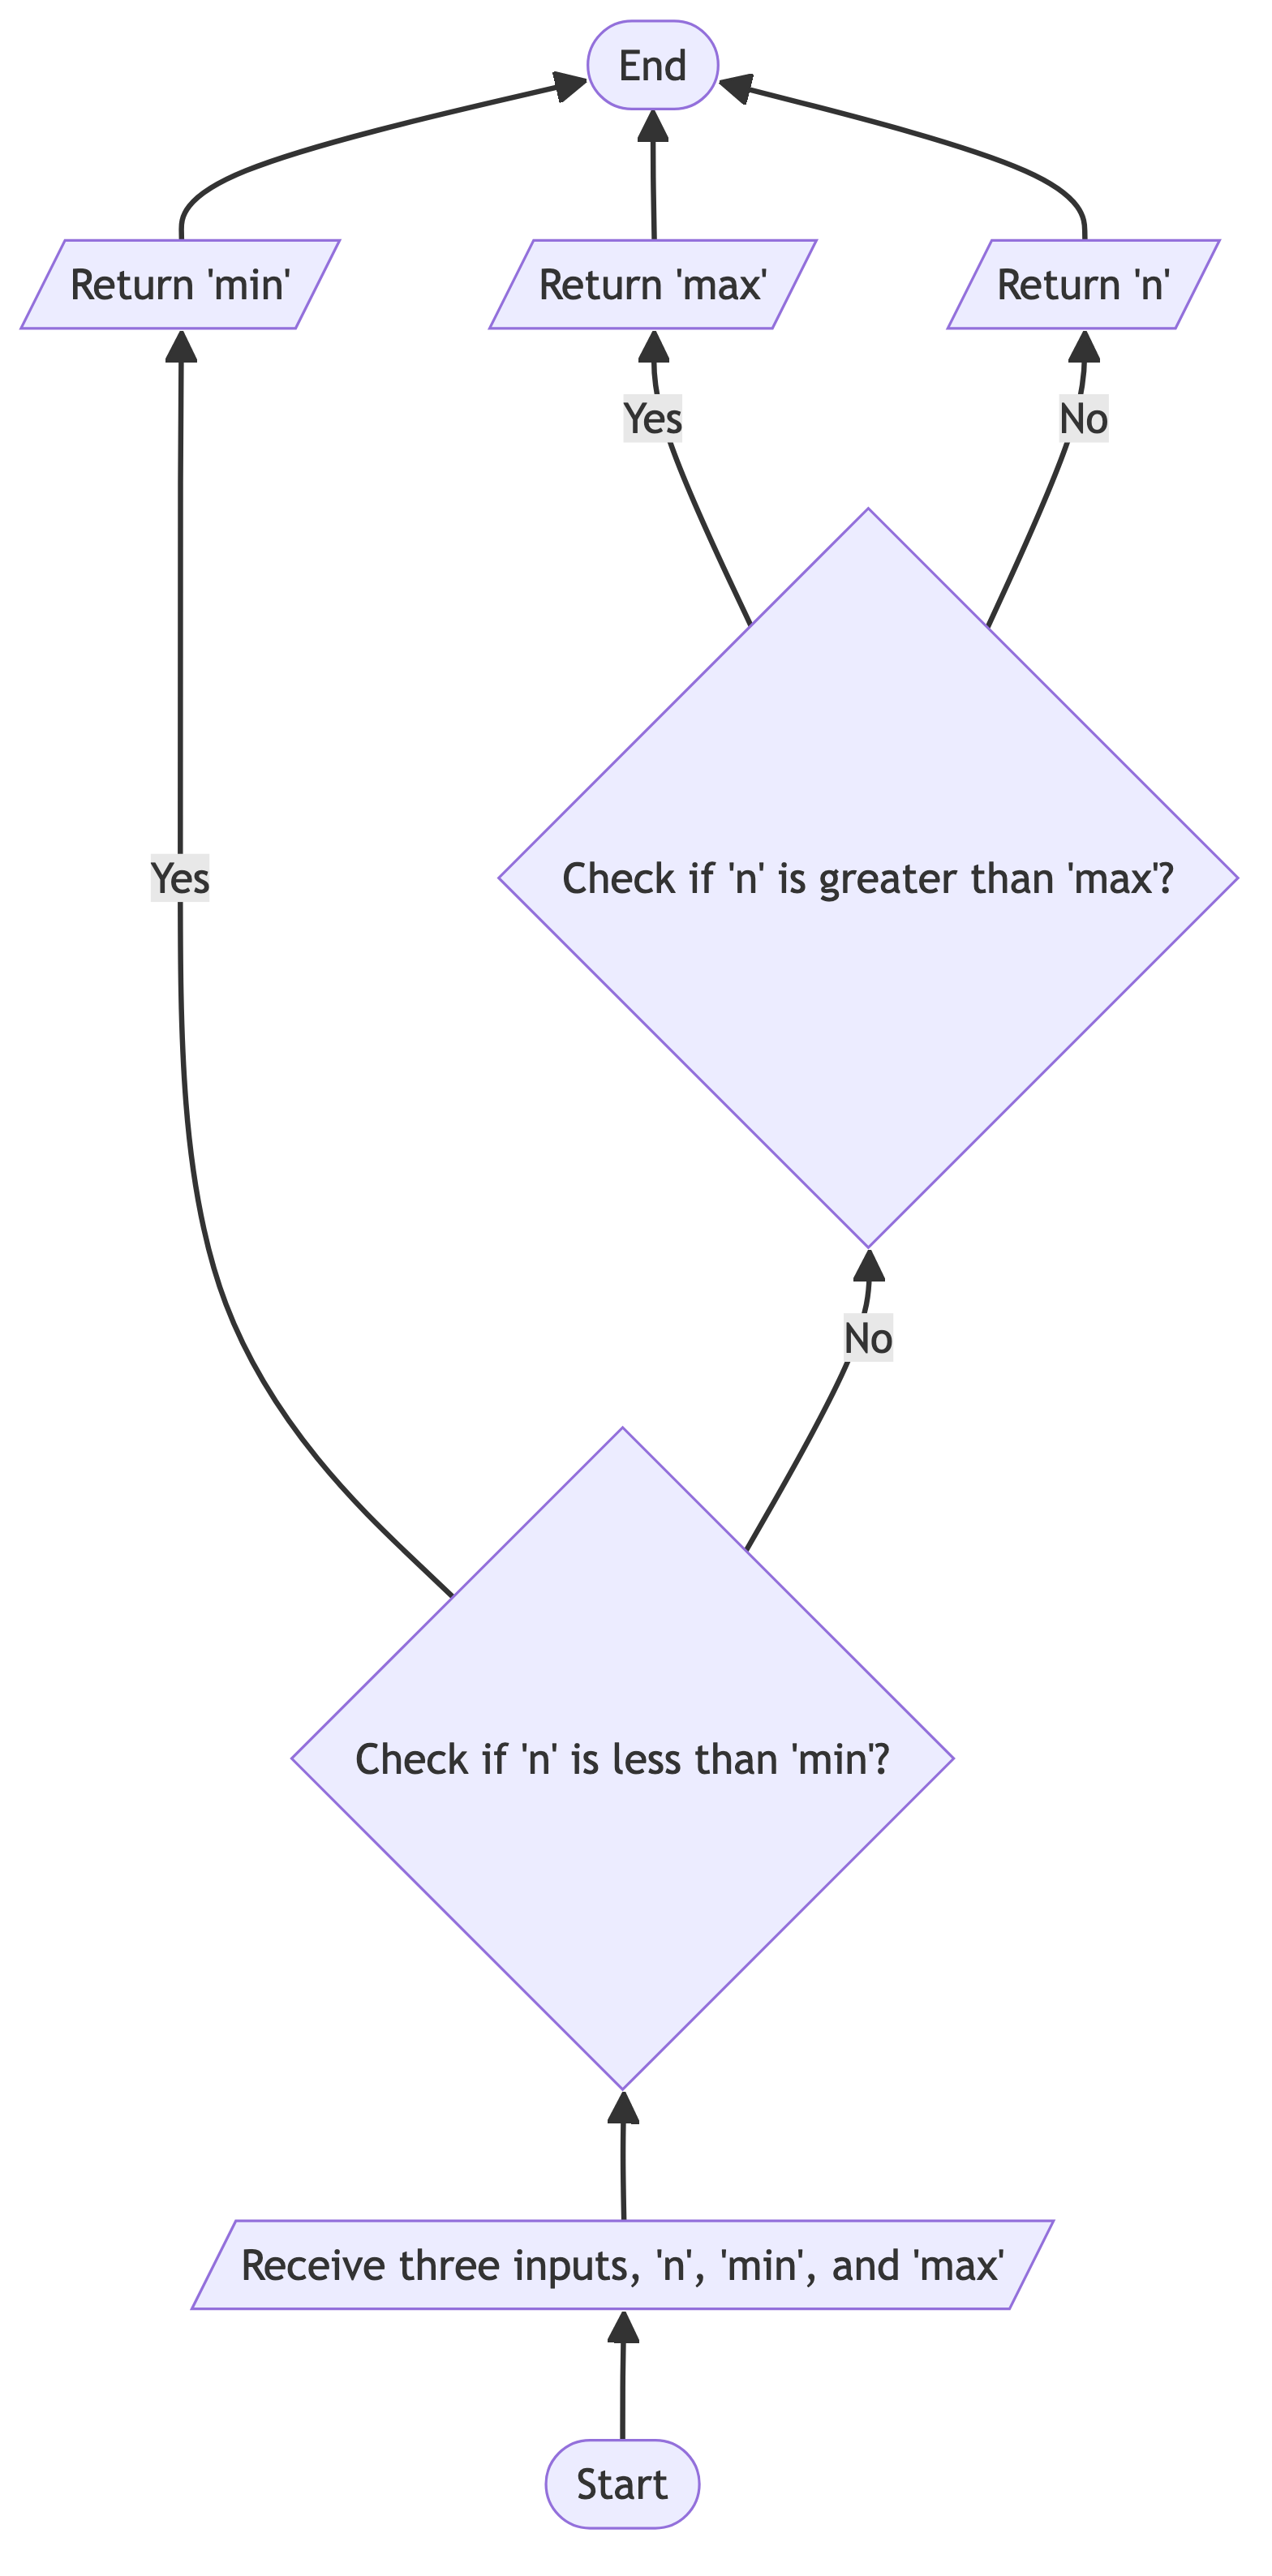 End
Return 'min'
Return 'max'
Return 'n'
Yes
No
Yes
Check if 'n' is greater than 'max'?
No
Check if 'n' is less than 'min'?
Receive three inputs, 'n', 'min', and 'max'
Start